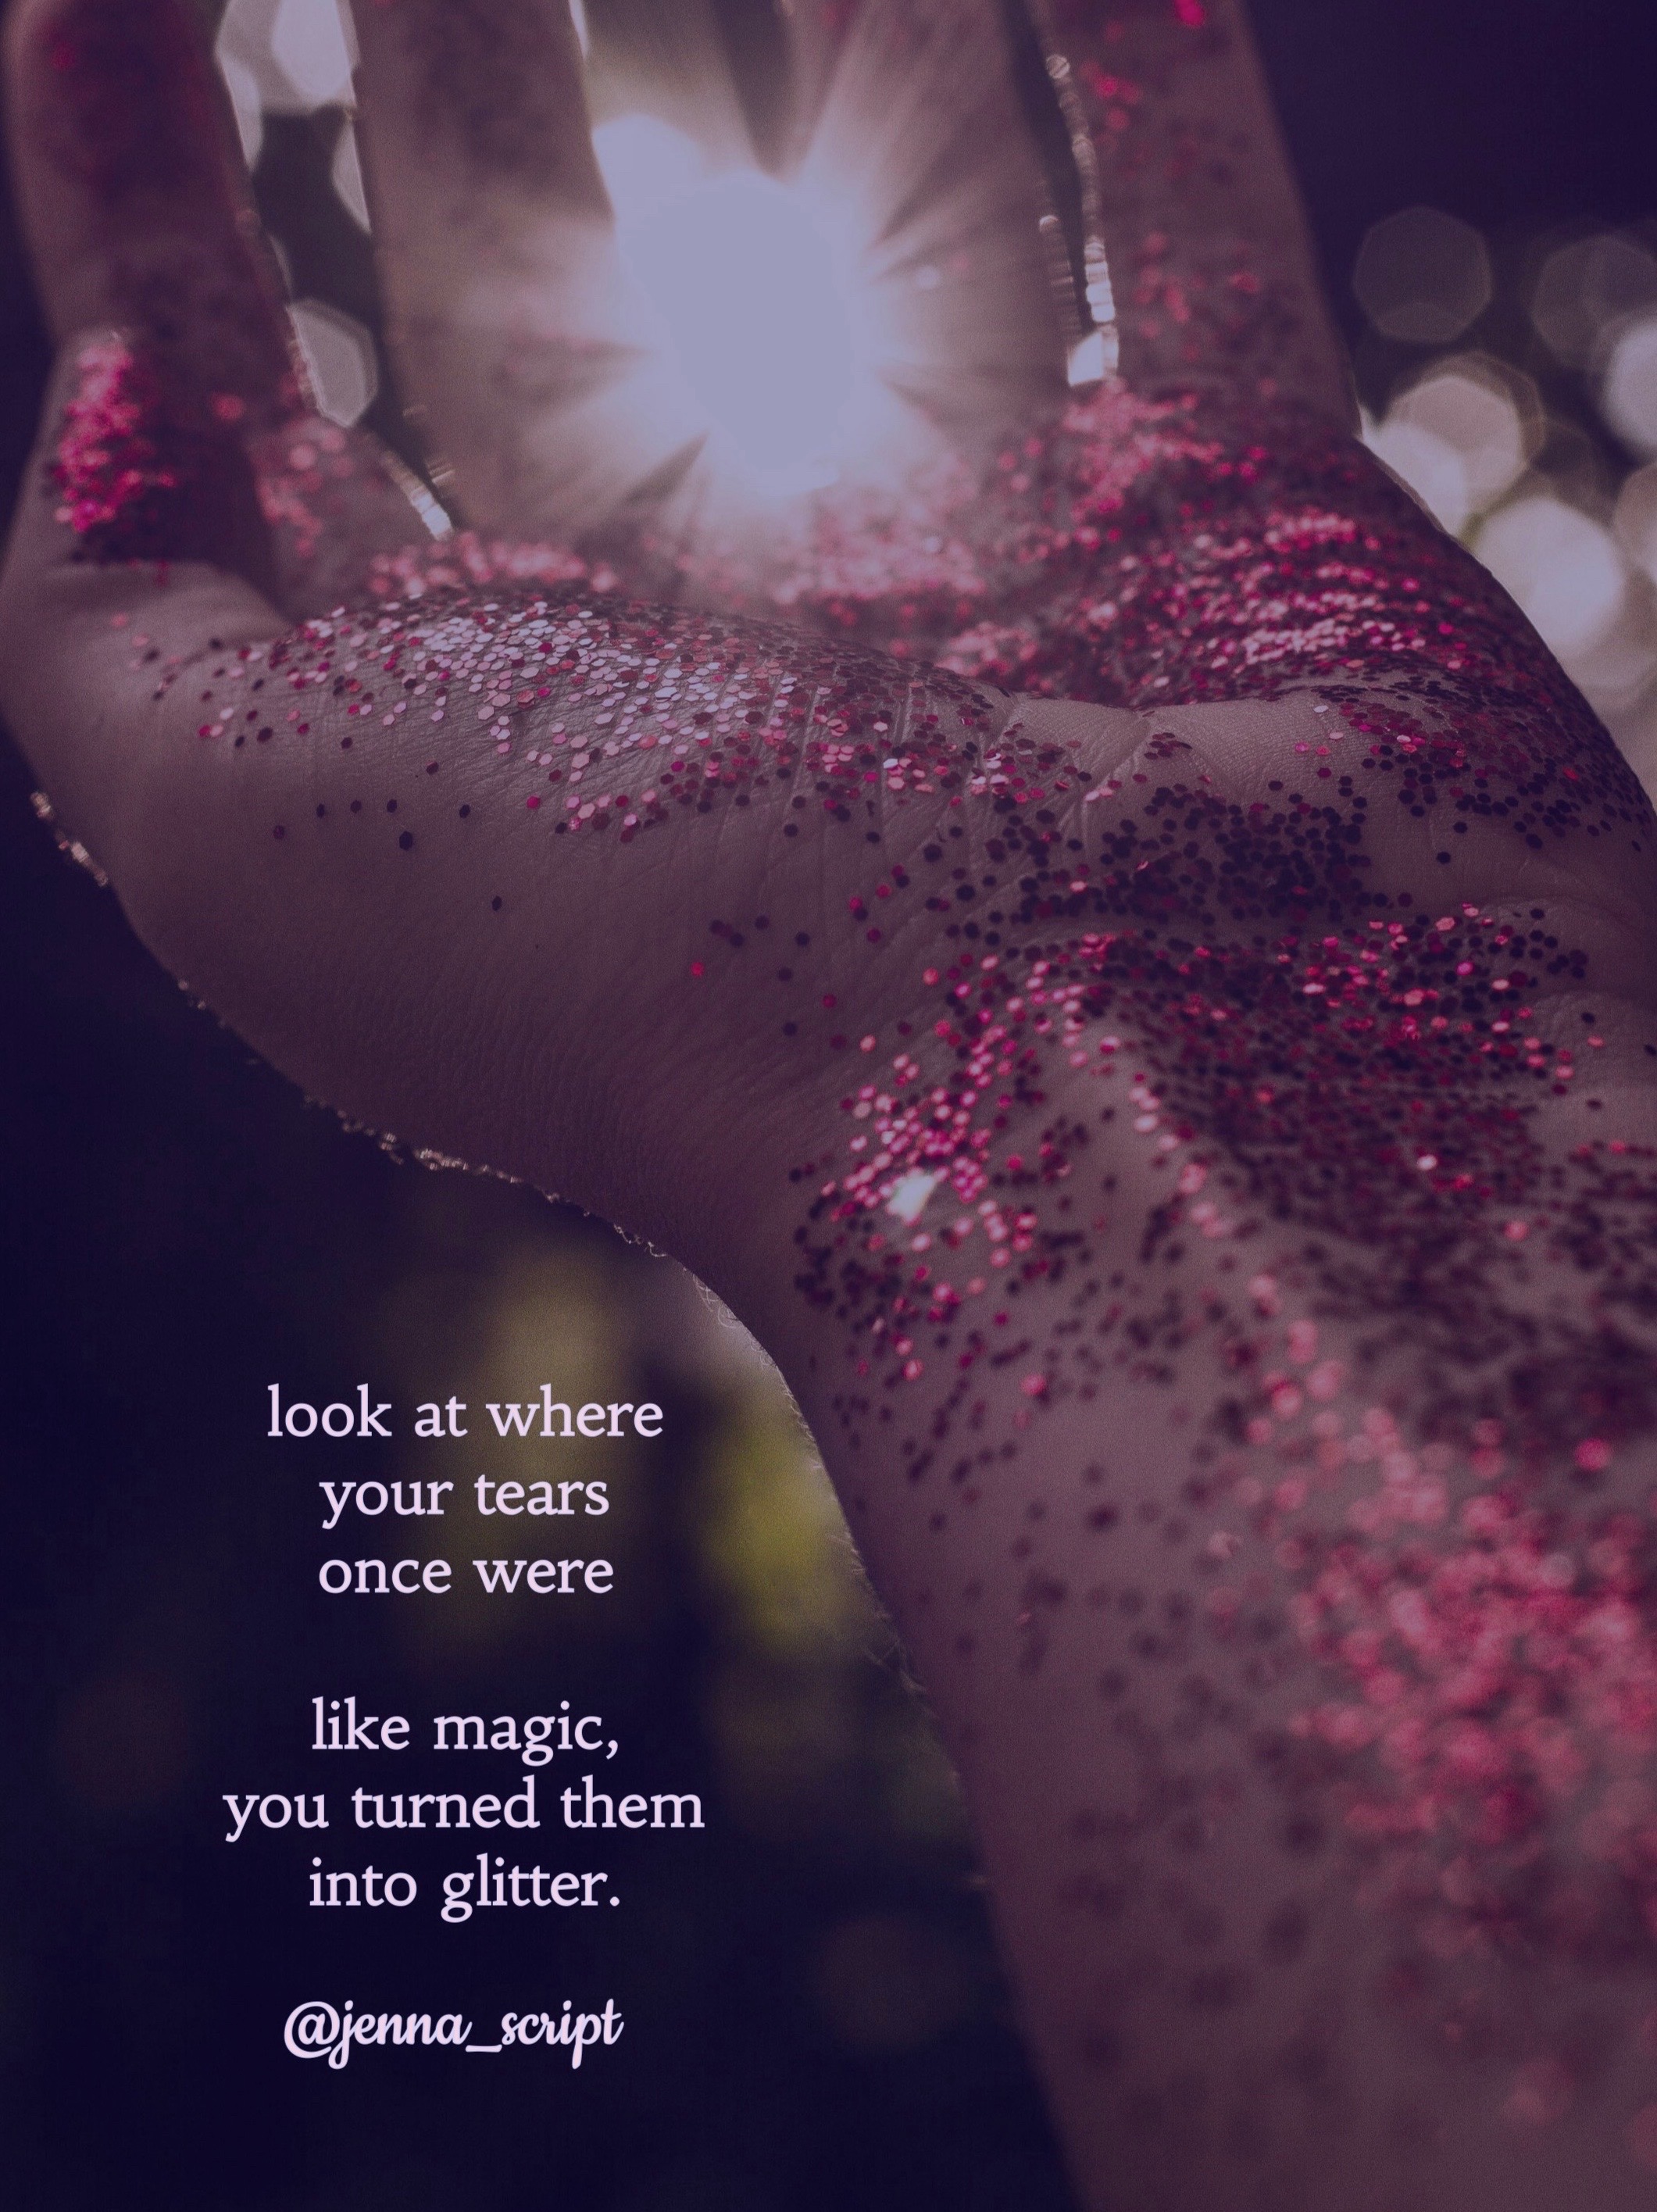 look at where
your tears
once were
like magic,
you turned them
into glitter.
@jenna_script